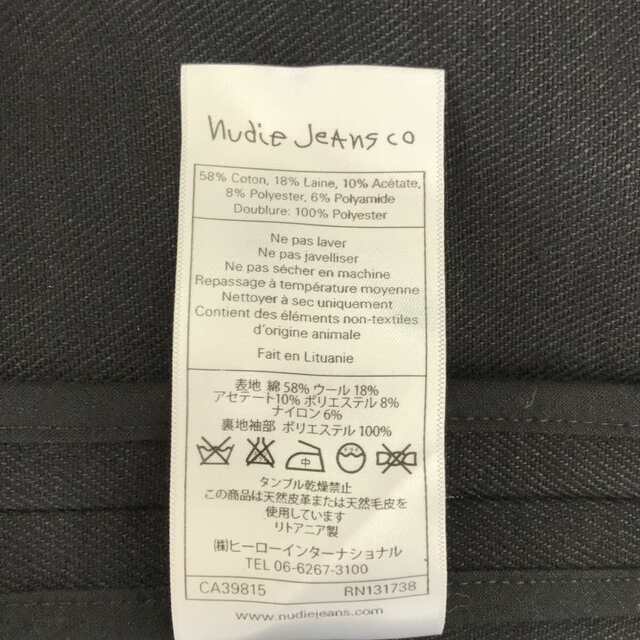 nudie Jeans co
58% Coton, 18% Laine, 10% Acétate,
8% Polyester, 6% Polyamide
Doublure: 100% Polyester
Ne pas laver
Ne pas javelliser
Ne pas sécher en machine
Repassage à température moyenne
Nettoyer à sec uniquement
Contient des éléments non-textiles
d'origine animale
Fait en Lituanie
表地 綿 58% ウール 18%
アセテート10% ポリエステル 8%
ナイロン 6%
裏地袖部 ポリエステル 100%
中 ドライ
タンブル乾燥禁止
この商品は天然皮革または天然毛皮を
使用しています
リトアニア製
㈱ヒーローインターナショナル
TEL 06-6267-3100
CA39815 RN131738
www.nudiejeans.com